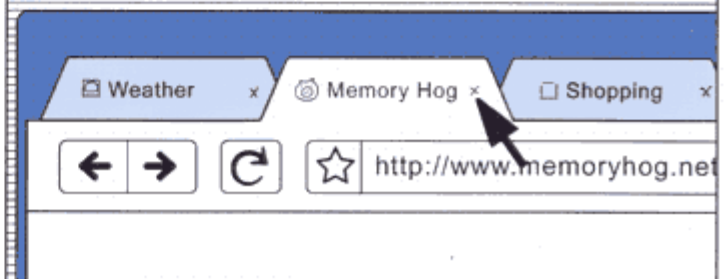 Weather x Memory Hog x Shopping x
http://www.memoryhog.net